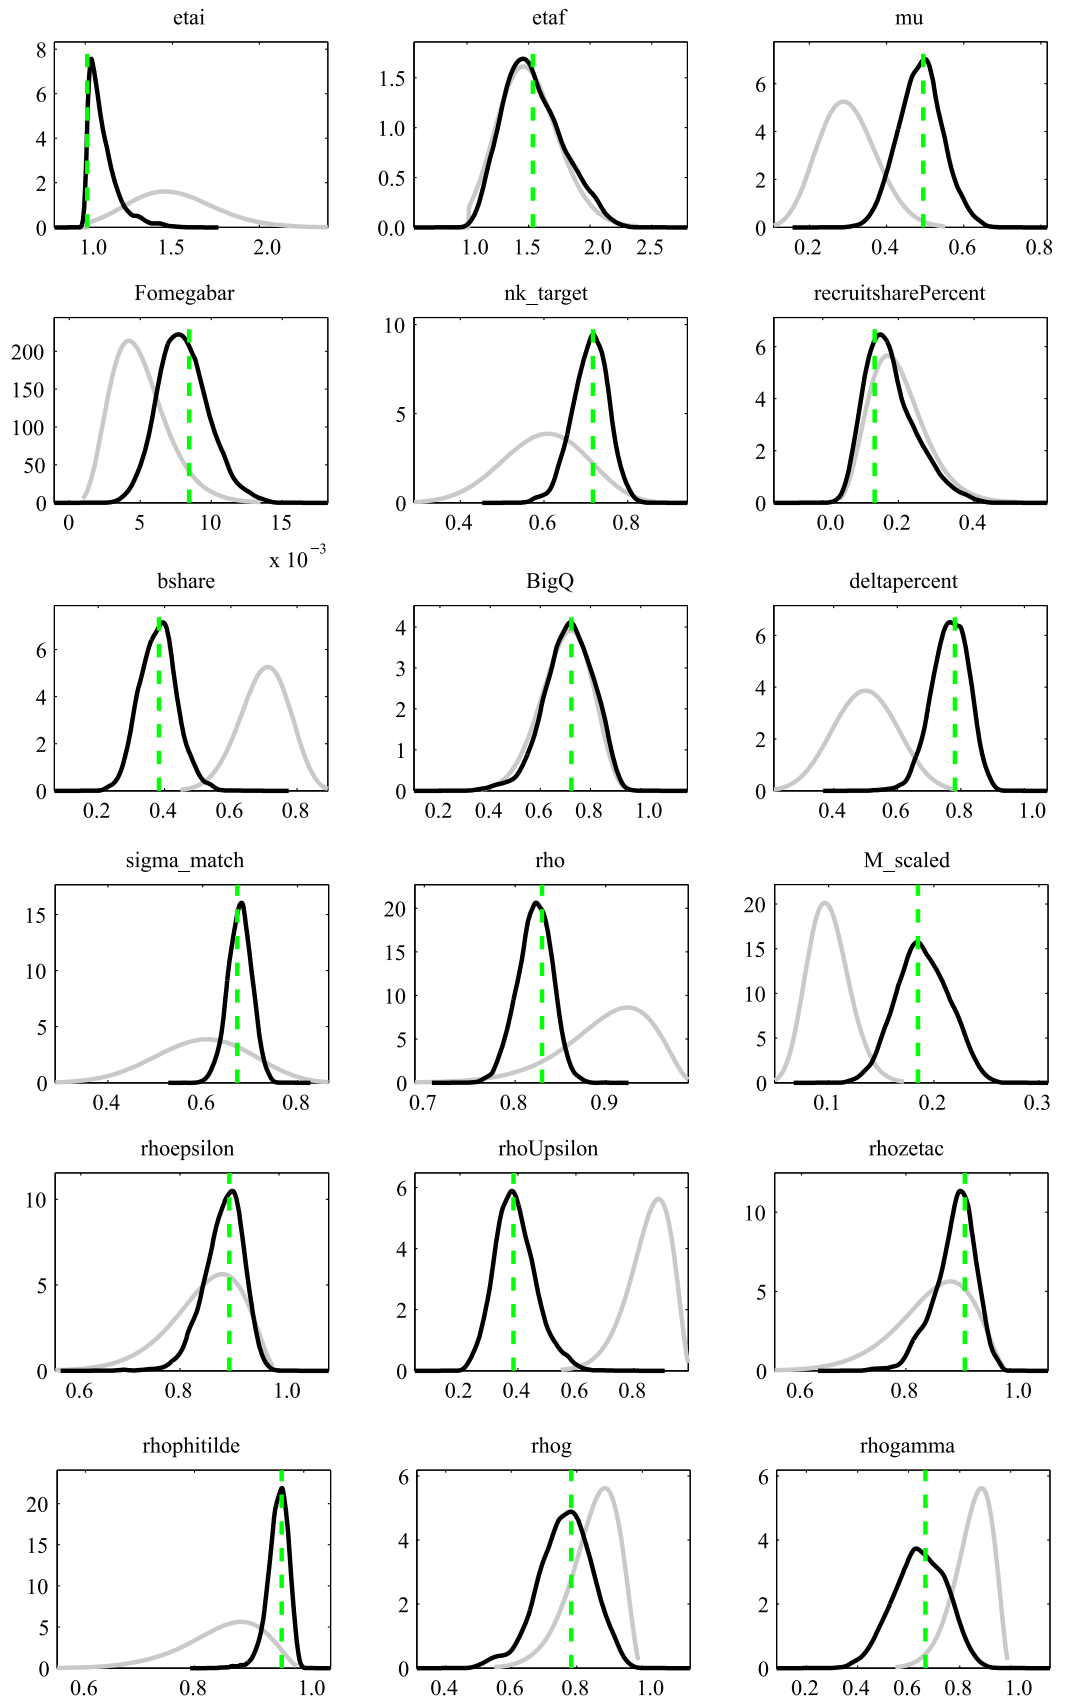 etai etaf mu
8 6 4 2 0
1.5 1.0 0.5 0.0
6 4 2 0
1.0 1.5 2.0
1.0 1.5 2.0 2.5
0.2 0.4 0.6 0.8
Fomegabar nk_target recruitsharePercent
200 150 100 50 0
10 5 0
6 4 2 0
0 5 10 15
0.4 0.6 0.8
0.0 0.2 0.4
x 10⁻³
bshare BigQ deltapercent
6 4 2 0
4 3 2 1 0
6 4 2 0
0.2 0.4 0.6 0.8
0.2 0.4 0.6 0.8 1.0
0.4 0.6 0.8 1.0
sigma_match rho M_scaled
15 10 5 0
20 15 10 5 0
20 15 10 5 0
0.4 0.6 0.8
0.7 0.8 0.9
0.1 0.2 0.3
rhoepsilon rhoUpsilon rhozetac
10 5 0
6 4 2 0
10 5 0
0.6 0.8 1.0
0.2 0.4 0.6 0.8
0.6 0.8 1.0
rhophitilde rhog rhogamma
20 15 10 5 0
6 4 2 0
6 4 2 0
0.6 0.8 1.0
0.4 0.6 0.8 1.0
0.2 0.4 0.6 0.8 1.0